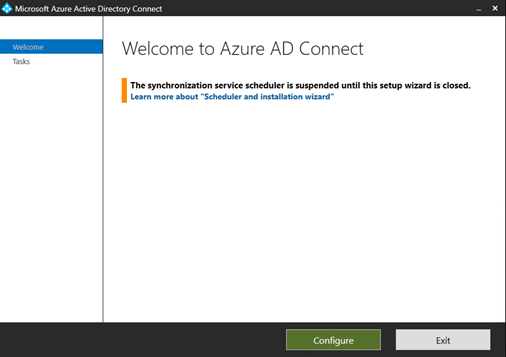 Microsoft Azure Active Directory Connect
Welcome
Tasks
Welcome to Azure AD Connect
The synchronization service scheduler is suspended until this setup wizard is closed.
Learn more about "Scheduler and installation wizard"
Configure
Exit